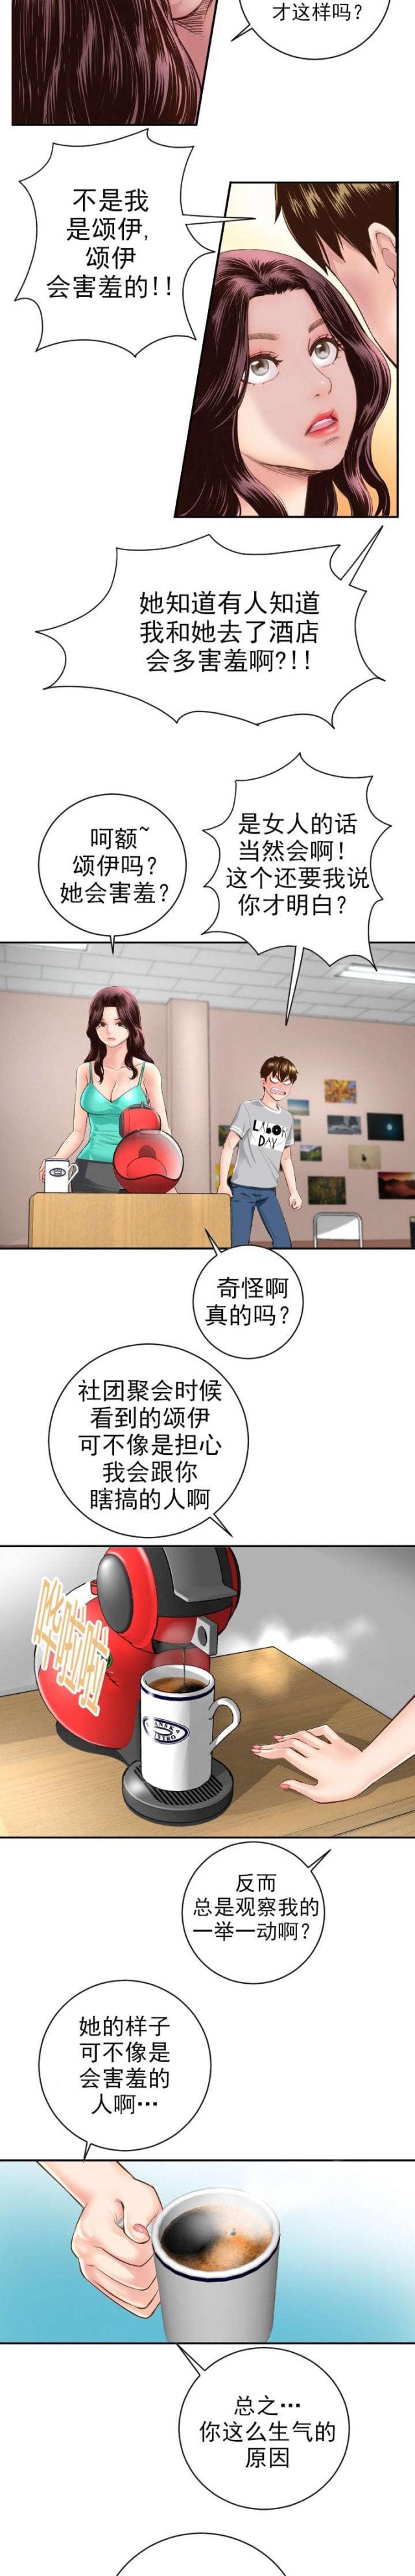 才这样吗?
不是我
是颂伊,
颂伊
会害羞的!!
她知道有人知道
我和她去了酒店
会多害羞啊?!!
呵额~
颂伊吗?
她会害羞?
是女人的话
当然会啊!
这个还要我说
你才明白?
LABOR
DAY
奇怪啊
真的吗?
社团聚会时候
看到的颂伊
可不像是担心
我会跟你
瞎搞的人啊
哗啦啦
反而
总是观察我的
一举一动啊?
她的样子
可不像是
会害羞的
人啊…
总之…
你这么生气的
原因